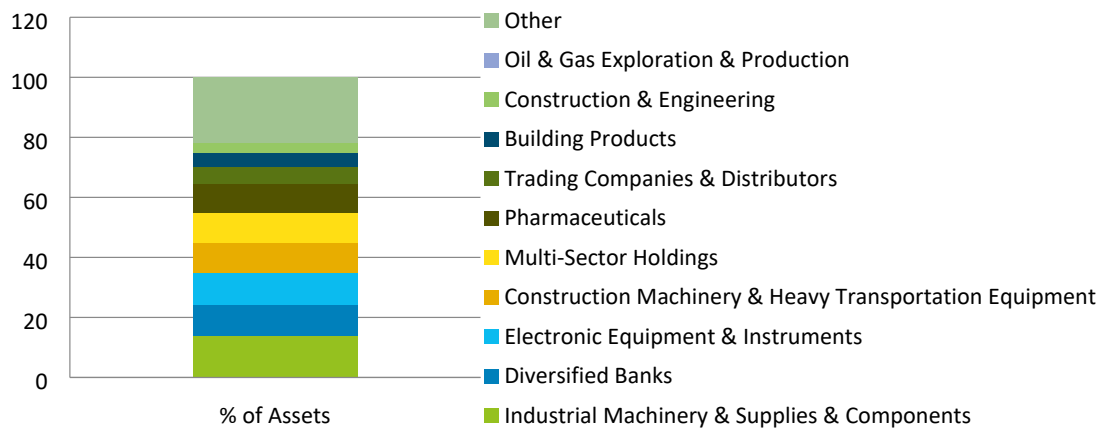 120
100
80
60
40
20
0
% of Assets
Other
Oil & Gas Exploration & Production
Construction & Engineering
Building Products
Trading Companies & Distributors
Pharmaceuticals
Multi-Sector Holdings
Construction Machinery & Heavy Transportation Equipment
Electronic Equipment & Instruments
Diversified Banks
Industrial Machinery & Supplies & Components